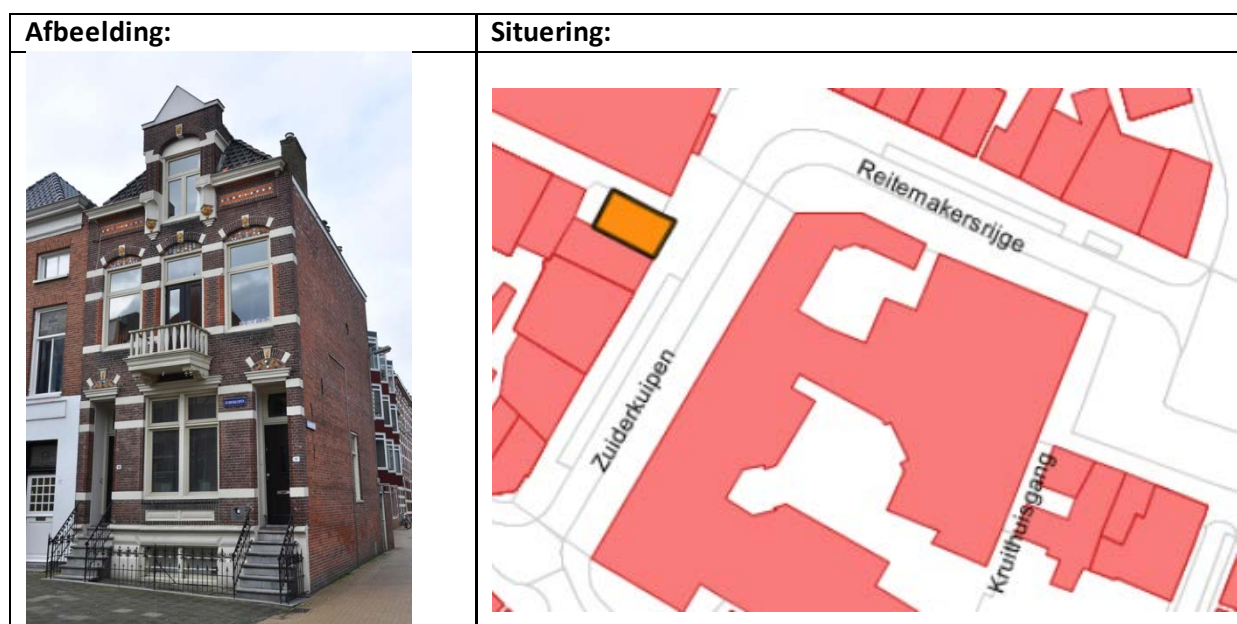 Afbeelding:
Situering:
Reitemakersrijge
Zuiderkuipen
Kruithuisgang